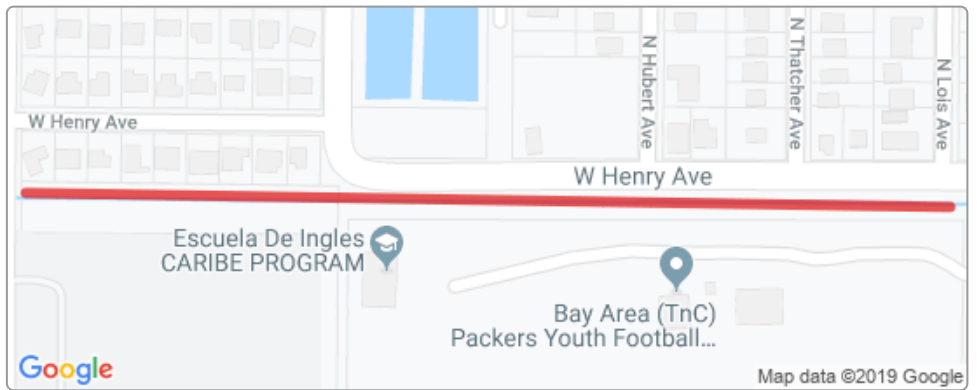 N Hubert Ave
N Thatcher Ave
N Lois Ave
W Henry Ave
W Henry Ave
Escuela De Ingles
CARIBE PROGRAM
Bay Area (TnC)
Packers Youth Football...
Google
Map data ©2019 Google